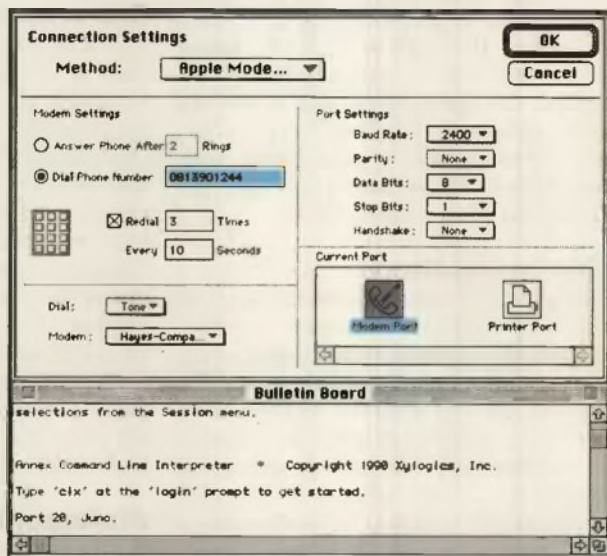 Connection Settings
OK
Method: Apple Mode...
Cancel
Modem Settings
Answer Phone After 2 Rings
Dial Phone Number 0813901244
Redial 3 Times
Every 10 Seconds
Dial: Tone
Modem: Hayes-Compa...
Port Settings
Baud Rate: 2400
Parity: None
Data Bits: 8
Stop Bits: 1
Handshake: None
Current Port
Modem Port
Printer Port
Bulletin Board
selections from the Session menu.
Annex Command Line Interpreter * Copyright 1990 Xylogics, Inc.
Type 'cix' at the 'login' prompt to get started.
Port 20, Juno.